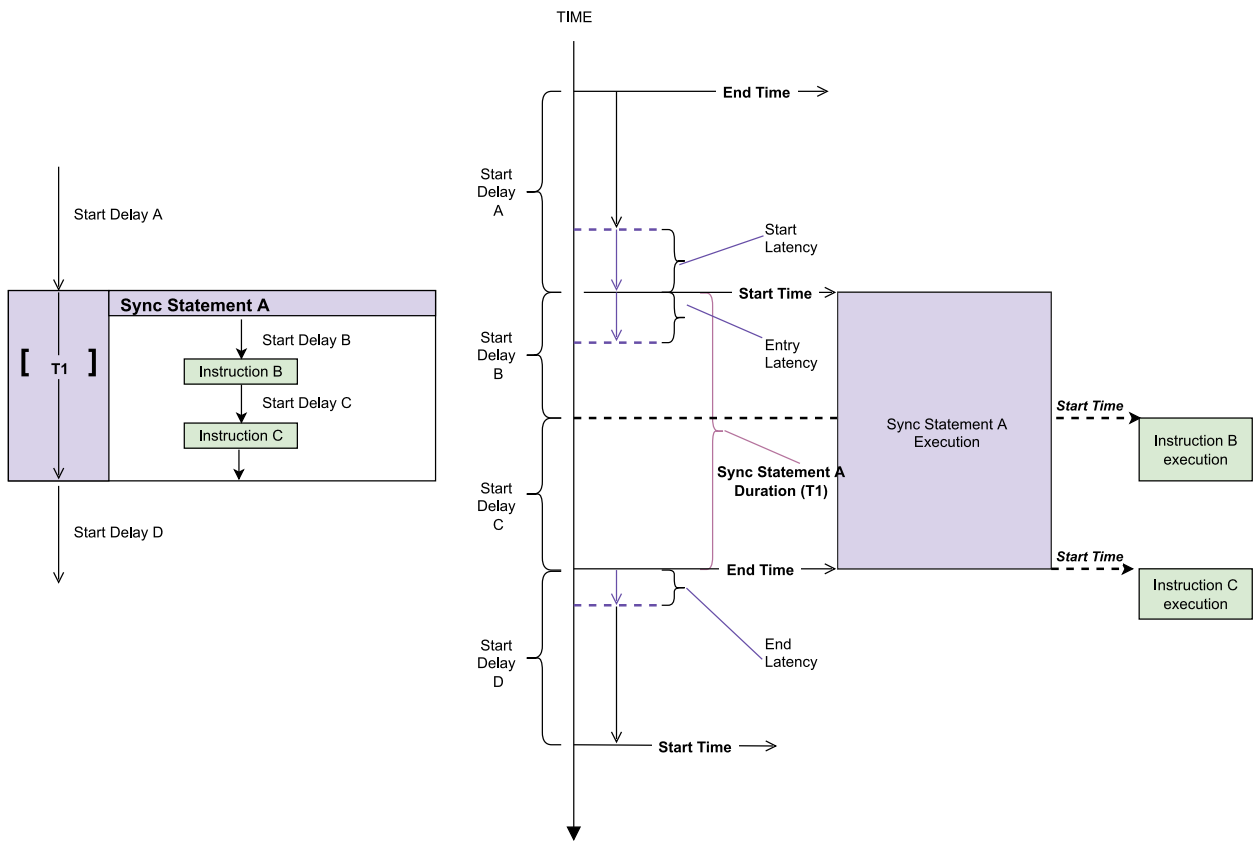 TIME
End Time
Start
Delay
A
Start Delay A
Start
Latency
Sync Statement A
Start Time
Start Delay B
Start
Delay
B
Entry
Latency
[ T1 ]
Instruction B
Start Delay C
Instruction C
Start Time
Sync Statement A
Execution
Instruction B
execution
Sync Statement A
Duration (T1)
Start
Delay
C
Start Delay D
End Time
Start Time
Instruction C
execution
Start
Delay
D
End
Latency
Start Time